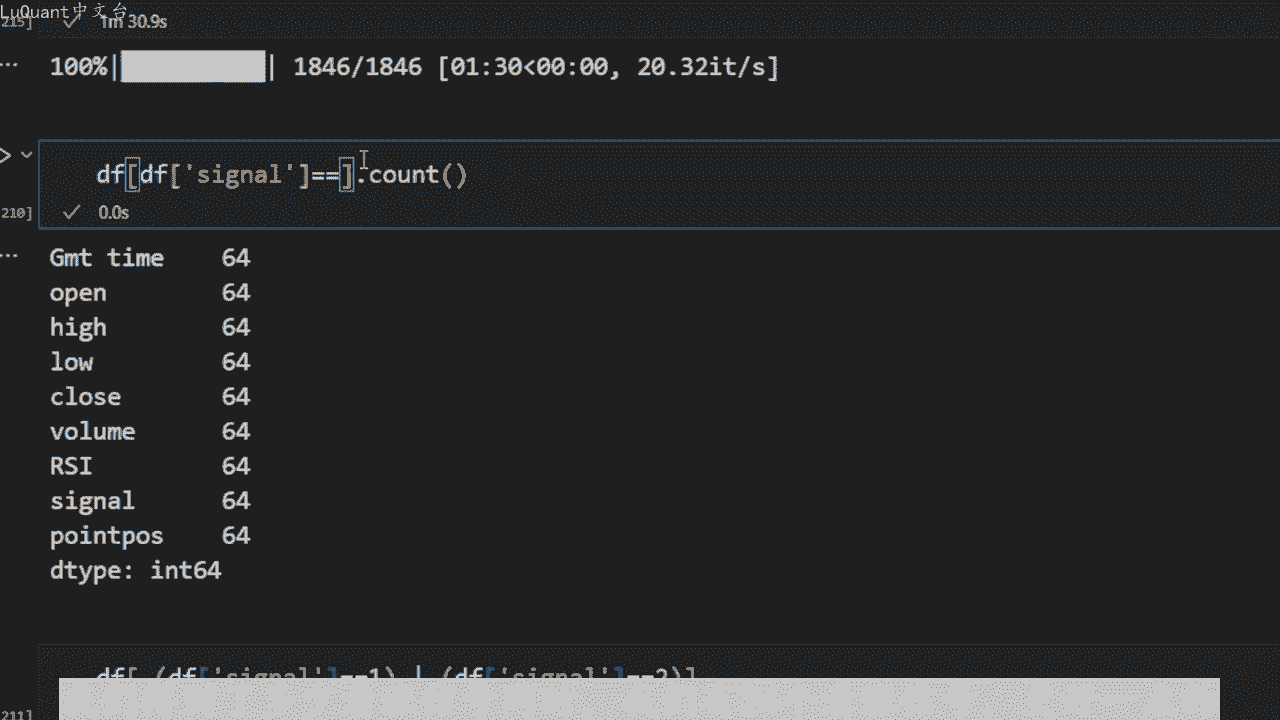 LuQuant中文台
215] 1m 30.9s
100%| | 1846/1846 [01:30<00:00, 20.32it/s]
df[df['signal']==].count()
210] 0.0s
Gmt time 64
open 64
high 64
low 64
close 64
volume 64
RSI 64
signal 64
pointpos 64
dtype: int64
df[ (df['signal']==1) | (df['signal']==2)]
211]